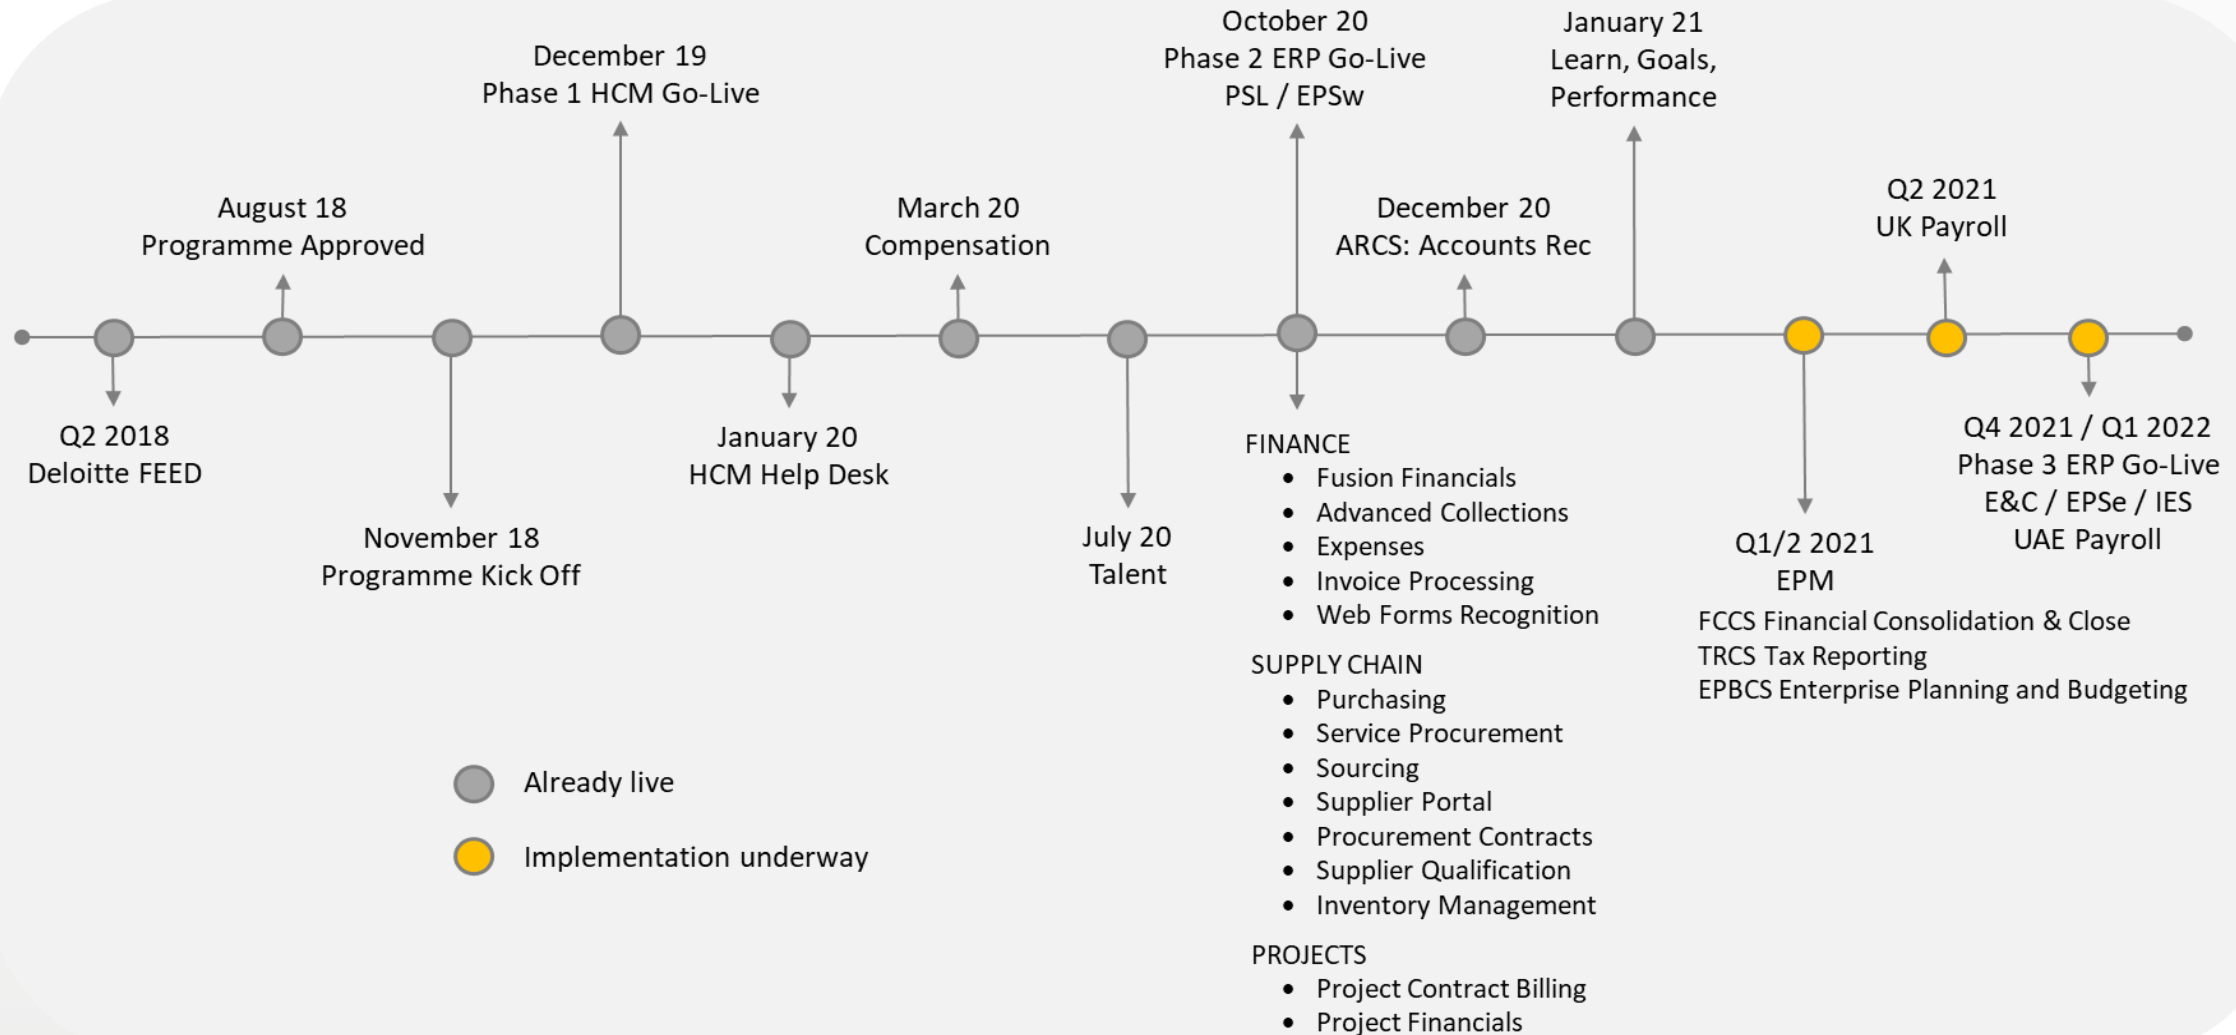 October 20
Phase 2 ERP Go-Live
PSL / EPSw
January 21
Learn, Goals,
Performance
December 19
Phase 1 HCM Go-Live
August 18
Programme Approved
March 20
Compensation
December 20
ARCS: Accounts Rec
Q2 2021
UK Payroll
Q2 2018
Deloitte FEED
November 18
Programme Kick Off
January 20
HCM Help Desk
July 20
Talent
FINANCE
• Fusion Financials
• Advanced Collections
• Expenses
• Invoice Processing
• Web Forms Recognition
SUPPLY CHAIN
• Purchasing
• Service Procurement
• Sourcing
• Supplier Portal
• Procurement Contracts
• Supplier Qualification
• Inventory Management
PROJECTS
• Project Contract Billing
• Project Financials
Q1/2 2021
EPM
FCCS Financial Consolidation & Close
TRCS Tax Reporting
EPBCS Enterprise Planning and Budgeting
Q4 2021 / Q1 2022
Phase 3 ERP Go-Live
E&C / EPSe / IES
UAE Payroll
Already live
Implementation underway